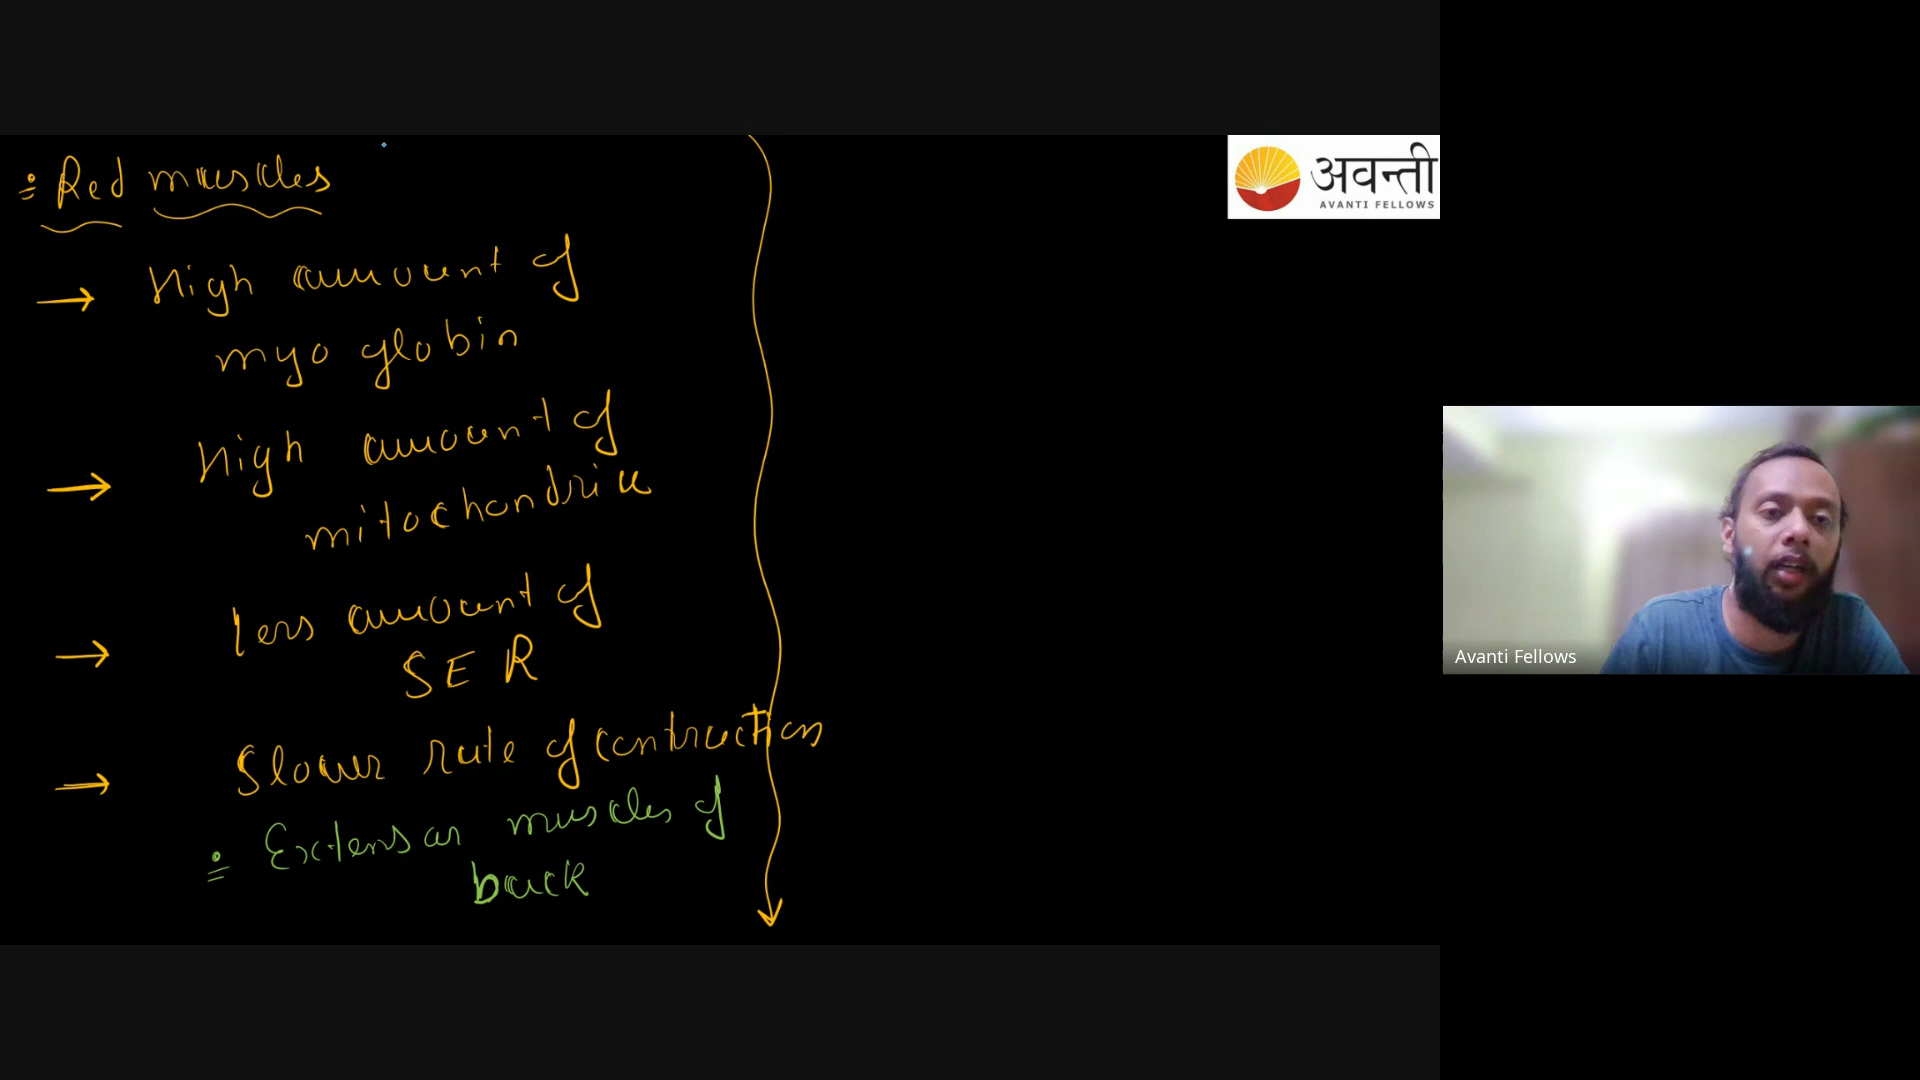 Red muscles
→ High amount of
myo globin
→ High amount of
mitochondria
→ less amount of
SER
→ Slower rate of contraction
Extensor muscles of
back
अवन्ती
AVANTI FELLOWS
Avanti Fellows